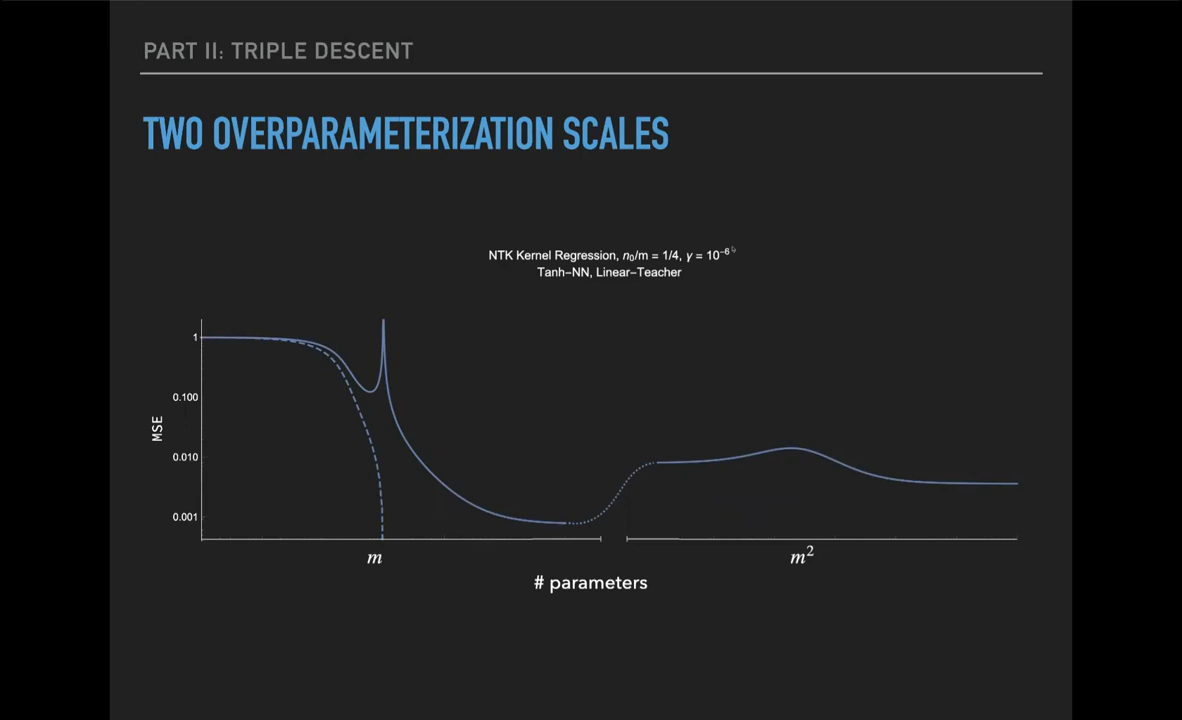 PART II: TRIPLE DESCENT
TWO OVERPARAMETERIZATION SCALES
NTK Kernel Regression, n₀/m = 1/4, γ = 10⁻⁶
Tanh–NN, Linear–Teacher
1
0.100
MSE
0.010
0.001
m
m²
# parameters